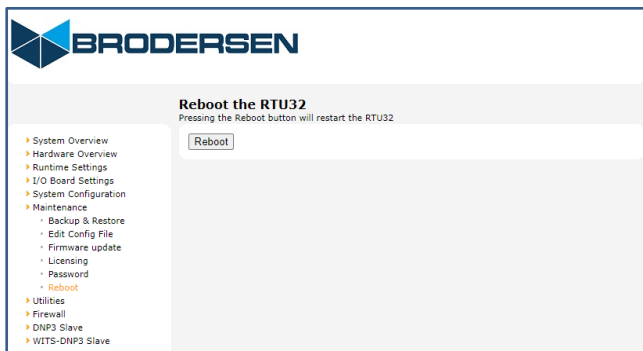 BRODERSEN
Reboot the RTU32
Pressing the Reboot button will restart the RTU32
Reboot
System Overview
Hardware Overview
Runtime Settings
I/O Board Settings
System Configuration
Maintenance
Backup & Restore
Edit Config File
Firmware update
Licensing
Password
Reboot
Utilities
Firewall
DNP3 Slave
WITS-DNP3 Slave